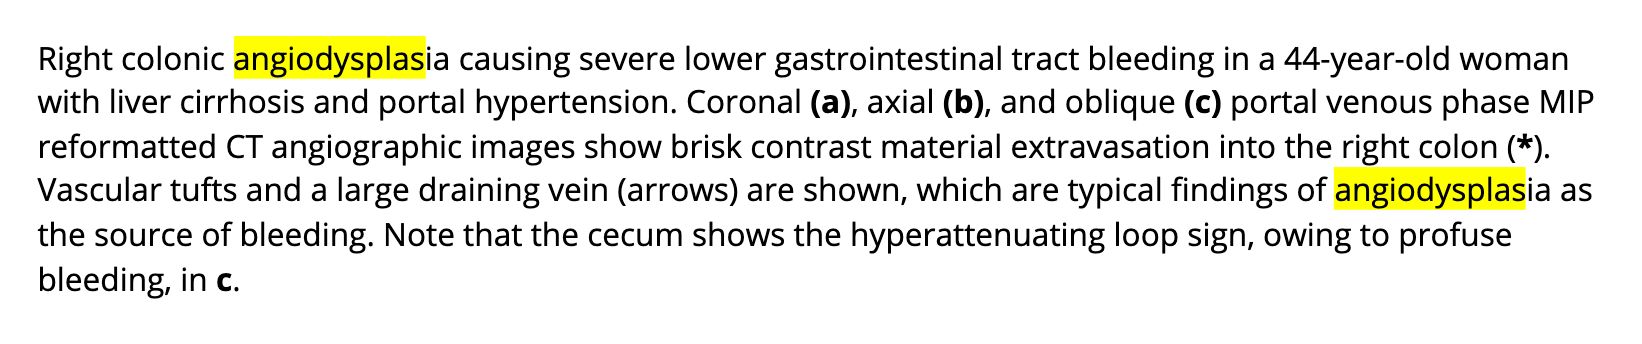 Right colonic angiodysplasia causing severe lower gastrointestinal tract bleeding in a 44-year-old woman
with liver cirrhosis and portal hypertension. Coronal (a), axial (b), and oblique (c) portal venous phase MIP
reformatted CT angiographic images show brisk contrast material extravasation into the right colon (*).
Vascular tufts and a large draining vein (arrows) are shown, which are typical findings of angiodysplasia as
the source of bleeding. Note that the cecum shows the hyperattenuating loop sign, owing to profuse
bleeding, in c.